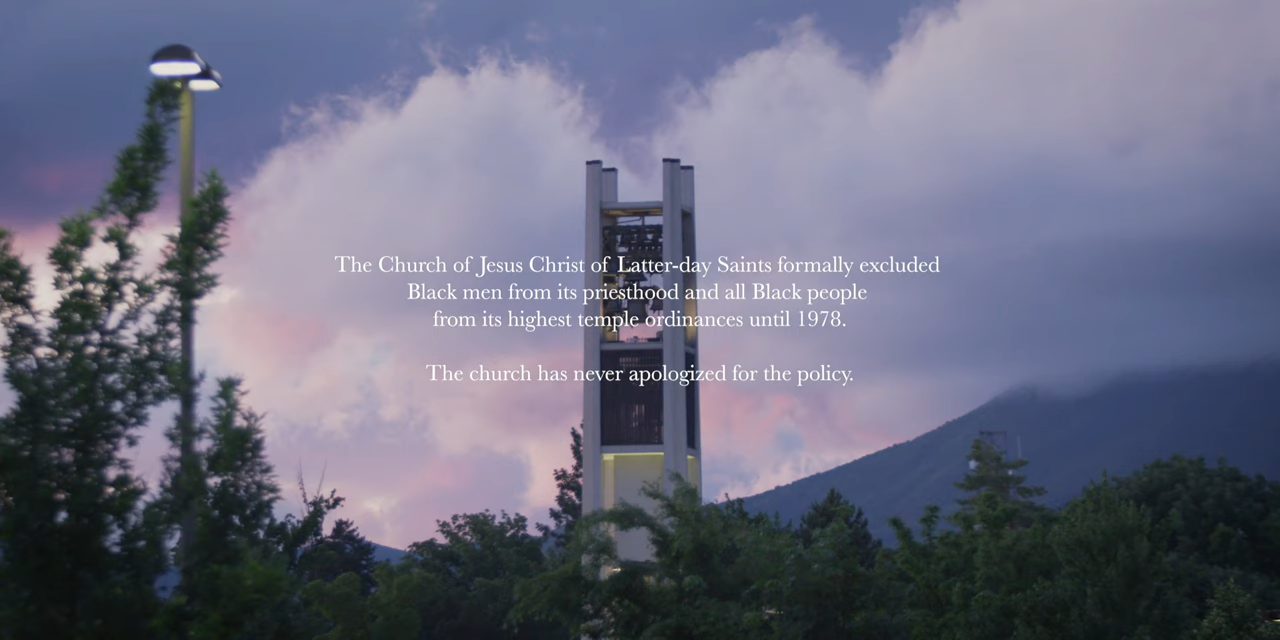 The Church of Jesus Christ of Latter-day Saints formally excluded
Black men from its priesthood and all Black people
from its highest temple ordinances until 1978.
The church has never apologized for the policy.